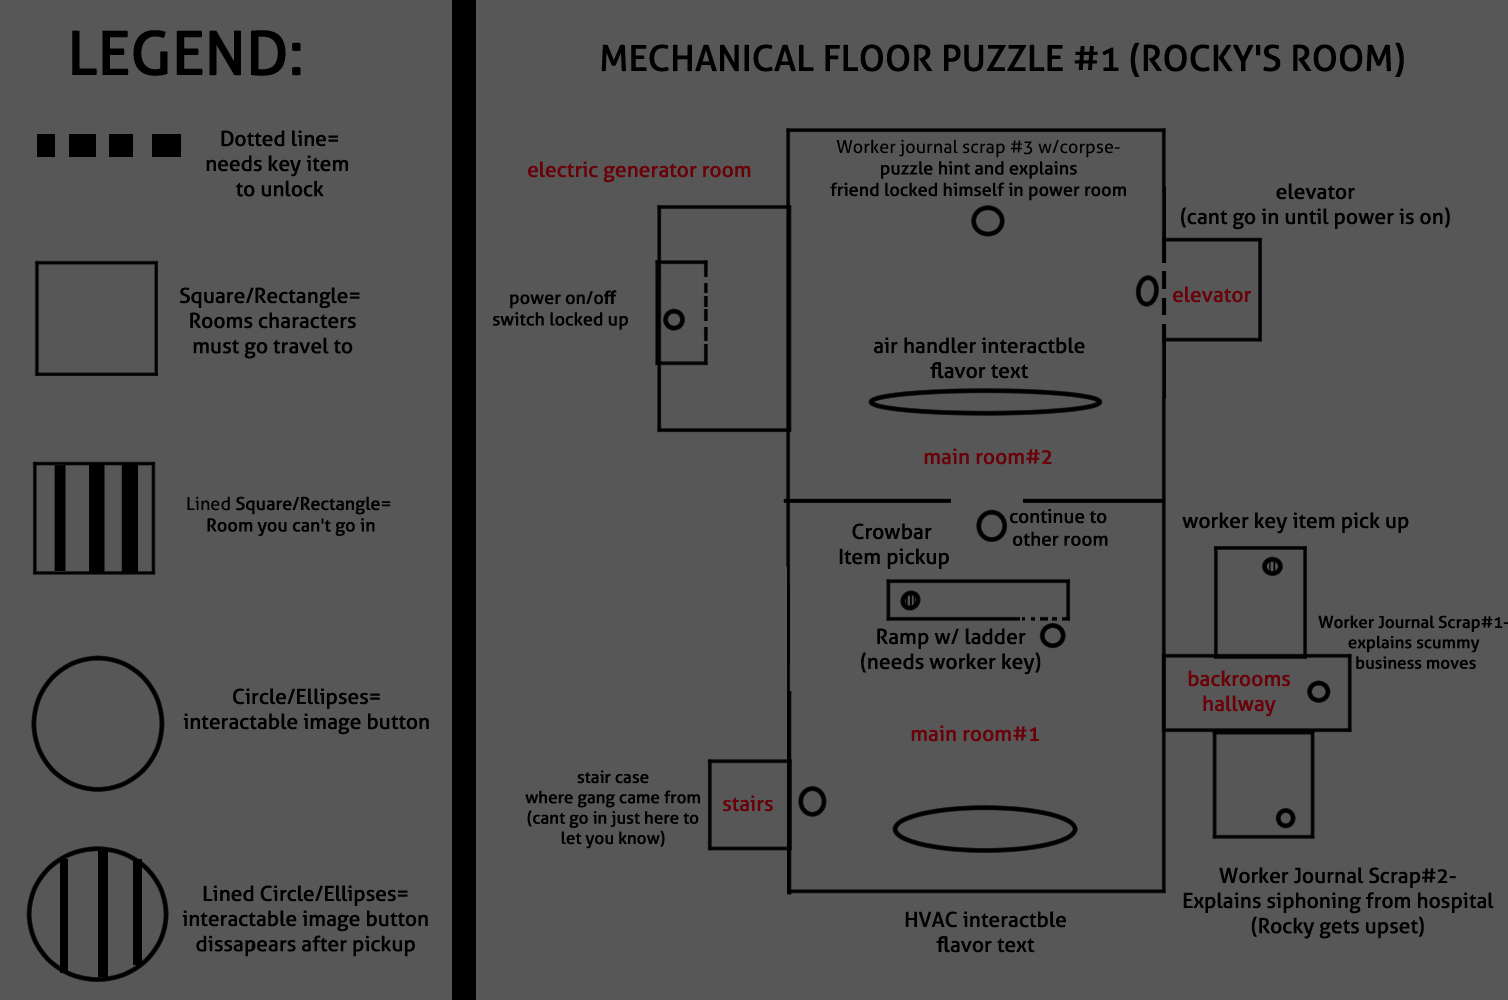 LEGEND:
Dotted line=
needs key item
to unlock
Square/Rectangle=
Rooms characters
must go travel to
Lined Square/Rectangle=
Room you can't go in
Circle/Ellipses=
interactable image button
Lined Circle/Ellipses=
interactable image button
dissapears after pickup
MECHANICAL FLOOR PUZZLE #1 (ROCKY'S ROOM)
electric generator room
Worker journal scrap #3 w/corpse-
puzzle hint and explains
friend locked himself in power room
elevator
(cant go in until power is on)
power on/off
switch locked up
elevator
air handler interactble
flavor text
main room#2
continue to
other room
Crowbar
Item pickup
worker key item pick up
Ramp w/ ladder
(needs worker key)
Worker Journal Scrap#1-
explains scummy
business moves
backrooms
hallway
main room#1
stair case
where gang came from
(cant go in just here to
let you know)
stairs
Worker Journal Scrap#2-
Explains siphoning from hospital
(Rocky gets upset)
HVAC interactble
flavor text